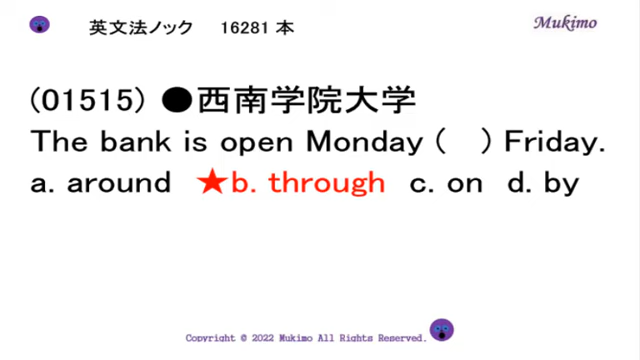 英文法ノック 16281 本 Mukimo
(01515) ●西南学院大学
The bank is open Monday ( ) Friday.
a. around ★b. through c. on d. by
Copyright © 2022 Mukimo All Rights Reserved.